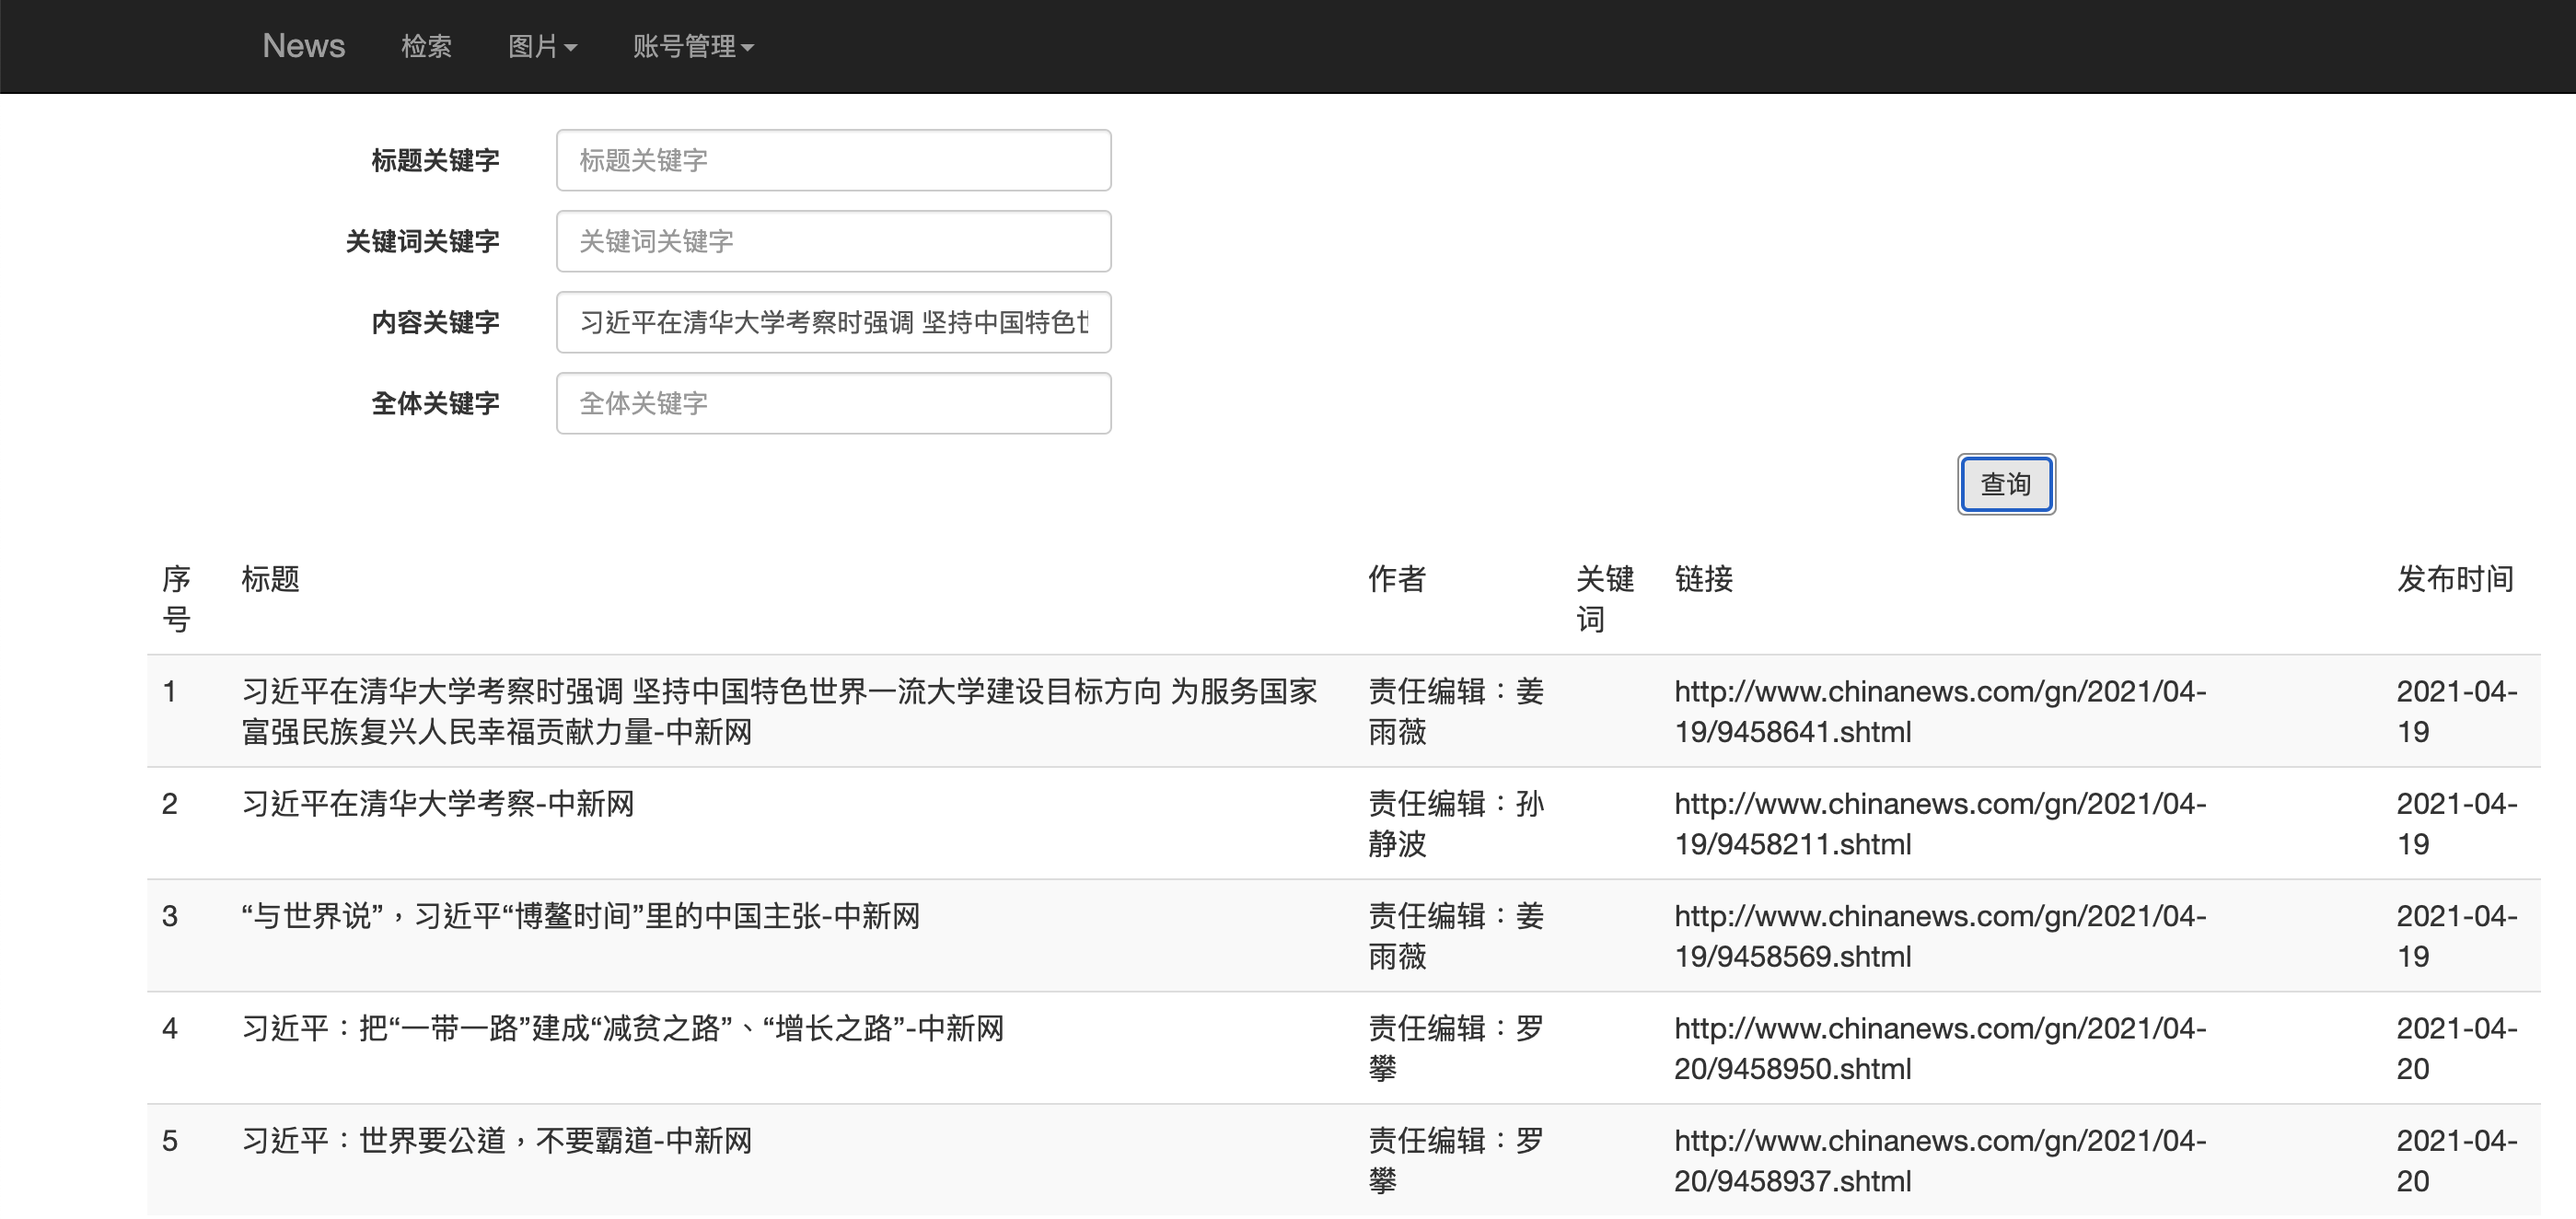 News 检索 图片 账号管理
标题关键字 标题关键字
关键词关键字 关键词关键字
内容关键字 习近平在清华大学考察时强调 坚持中国特色
全体关键字 全体关键字
查询
序号 标题 作者 关键词 链接 发布时间
1 习近平在清华大学考察时强调 坚持中国特色世界一流大学建设目标方向 为服务国家 责任编辑：姜 http://www.chinanews.com/gn/2021/04- 2021-04-
富强民族复兴人民幸福贡献力量-中新网 雨薇 19/9458641.shtml 19
2 习近平在清华大学考察-中新网 责任编辑：孙 http://www.chinanews.com/gn/2021/04- 2021-04-
静波 19/9458211.shtml 19
3 “与世界说”，习近平“博鳌时间”里的中国主张-中新网 责任编辑：姜 http://www.chinanews.com/gn/2021/04- 2021-04-
雨薇 19/9458569.shtml 19
4 习近平：把“一带一路”建成“减贫之路”、“增长之路”-中新网 责任编辑：罗 http://www.chinanews.com/gn/2021/04- 2021-04-
攀 20/9458950.shtml 20
5 习近平：世界要公道，不要霸道-中新网 责任编辑：罗 http://www.chinanews.com/gn/2021/04- 2021-04-
攀 20/9458937.shtml 20